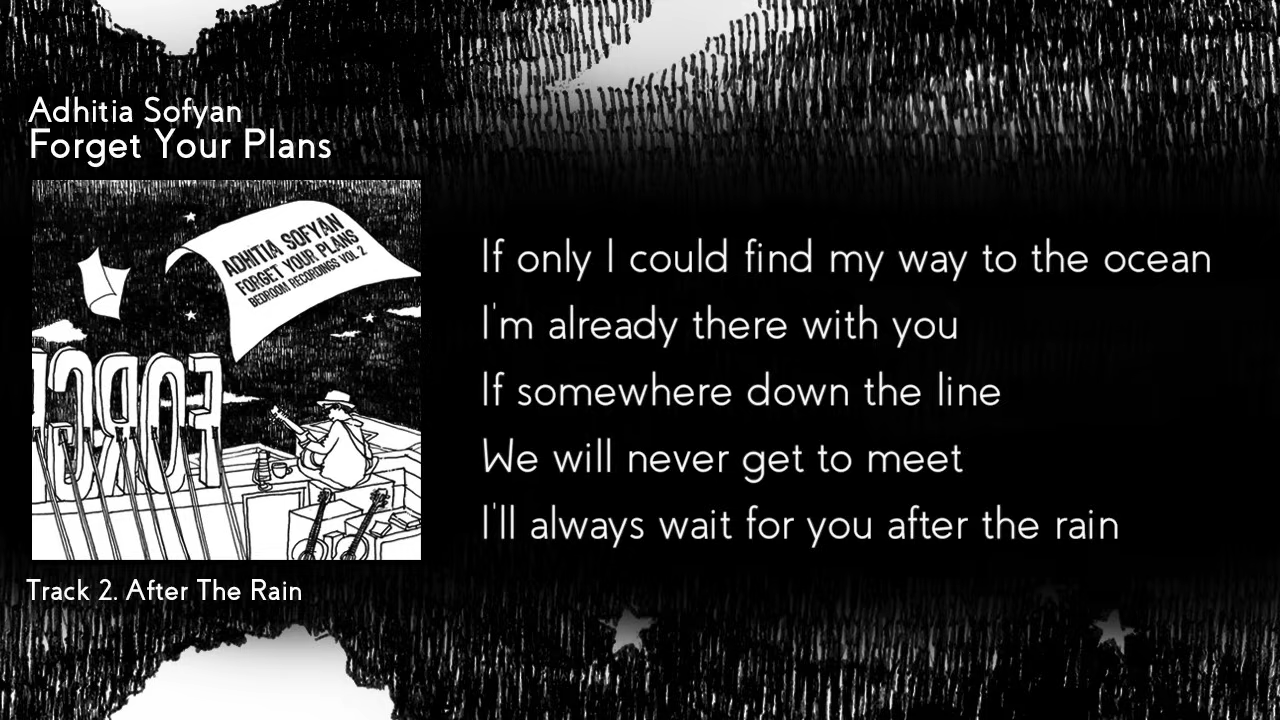 Adhitia Sofyan
Forget Your Plans
ADHITIA SOFYAN
FORGET YOUR PLANS
BEDROOM RECORDINGS VOL. 2
Track 2. After The Rain
If only I could find my way to the ocean
I'm already there with you
If somewhere down the line
We will never get to meet
I'll always wait for you after the rain